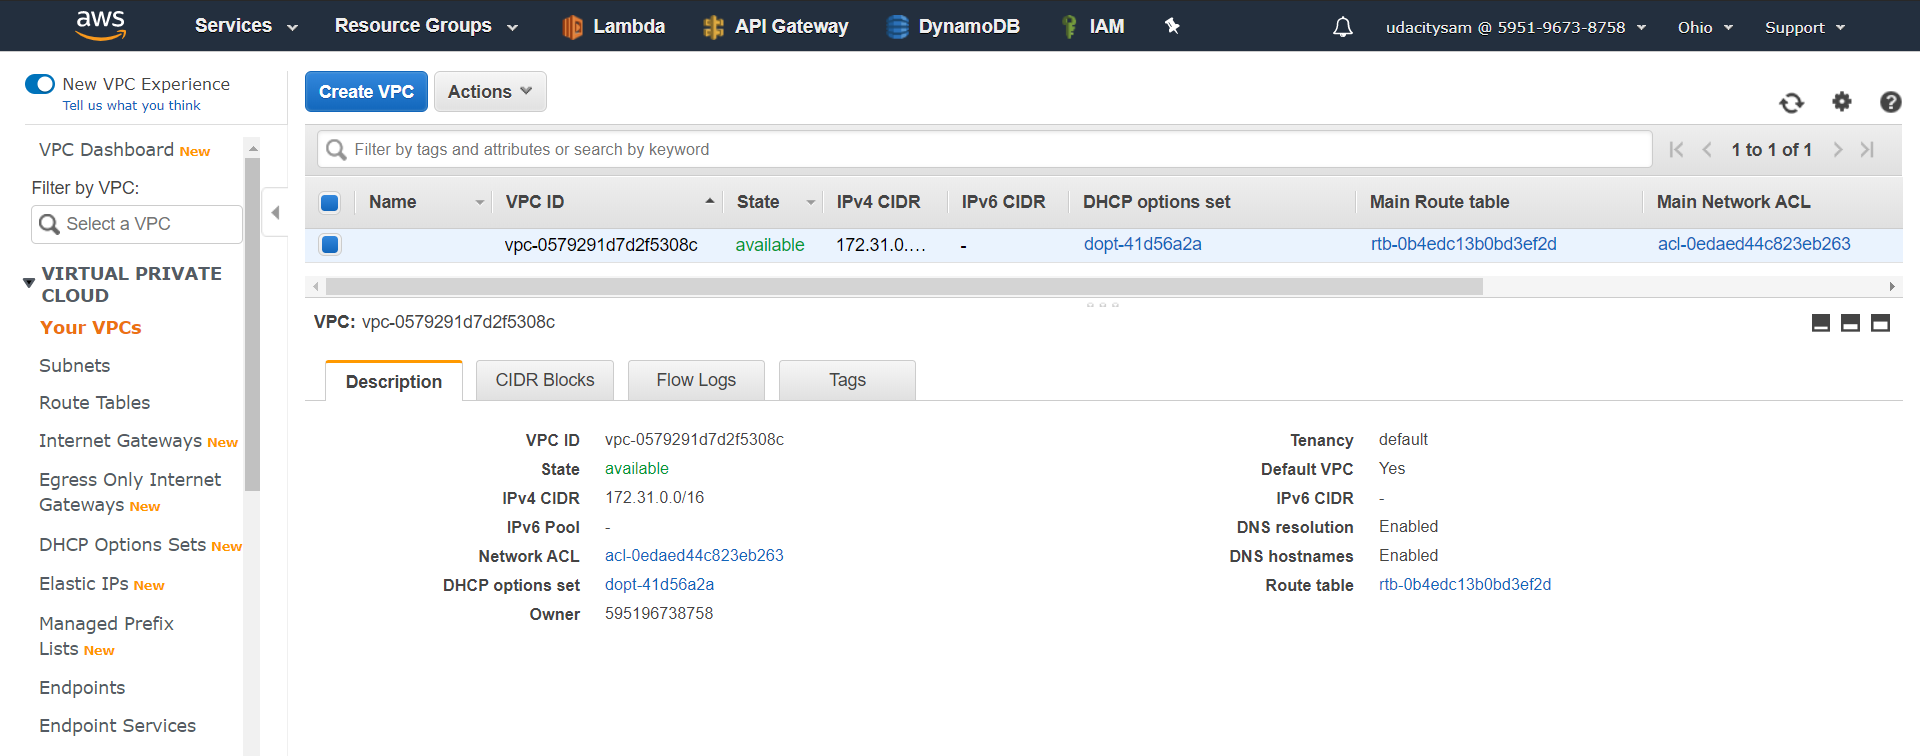 aws Services Resource Groups Lambda API Gateway DynamoDB IAM udacitysam @ 5951-9673-8758 Ohio Support
New VPC Experience
Tell us what you think
VPC Dashboard New
Filter by VPC:
Select a VPC
VIRTUAL PRIVATE
CLOUD
Your VPCs
Subnets
Route Tables
Internet Gateways New
Egress Only Internet
Gateways New
DHCP Options Sets New
Elastic IPs New
Managed Prefix
Lists New
Endpoints
Endpoint Services
Create VPC Actions
Filter by tags and attributes or search by keyword 1 to 1 of 1
Name VPC ID State IPv4 CIDR IPv6 CIDR DHCP options set Main Route table Main Network ACL
vpc-0579291d7d2f5308c available 172.31.0.… - dopt-41d56a2a rtb-0b4edc13b0bd3ef2d acl-0edaed44c823eb263
VPC: vpc-0579291d7d2f5308c
Description CIDR Blocks Flow Logs Tags
VPC ID vpc-0579291d7d2f5308c
State available
IPv4 CIDR 172.31.0.0/16
IPv6 Pool -
Network ACL acl-0edaed44c823eb263
DHCP options set dopt-41d56a2a
Owner 595196738758
Tenancy default
Default VPC Yes
IPv6 CIDR -
DNS resolution Enabled
DNS hostnames Enabled
Route table rtb-0b4edc13b0bd3ef2d